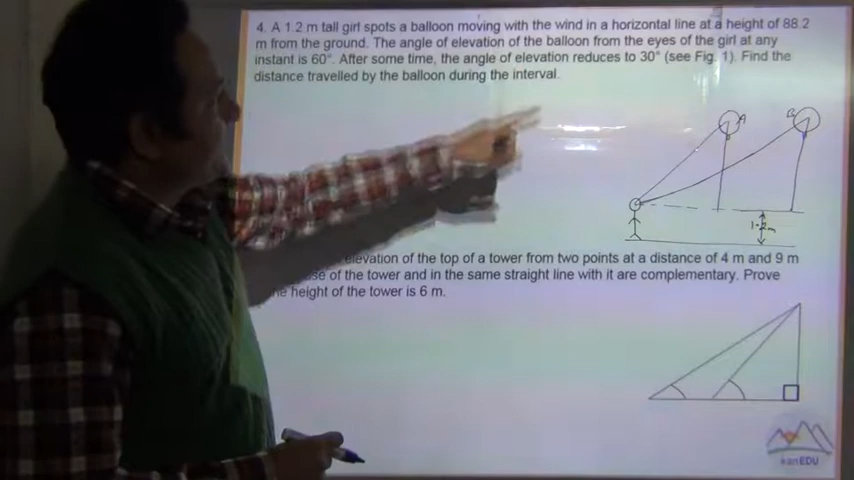 4. A 1.2 m tall girl spots a balloon moving with the wind in a horizontal line at a height of 88.2
m from the ground. The angle of elevation of the balloon from the eyes of the girl at any
instant is 60°. After some time, the angle of elevation reduces to 30° (see Fig. 1). Find the
distance travelled by the balloon during the interval.
A
B
m
elevation of the top of a tower from two points at a distance of 4 m and 9 m
of the tower and in the same straight line with it are complementary. Prove
height of the tower is 6 m.
EDU